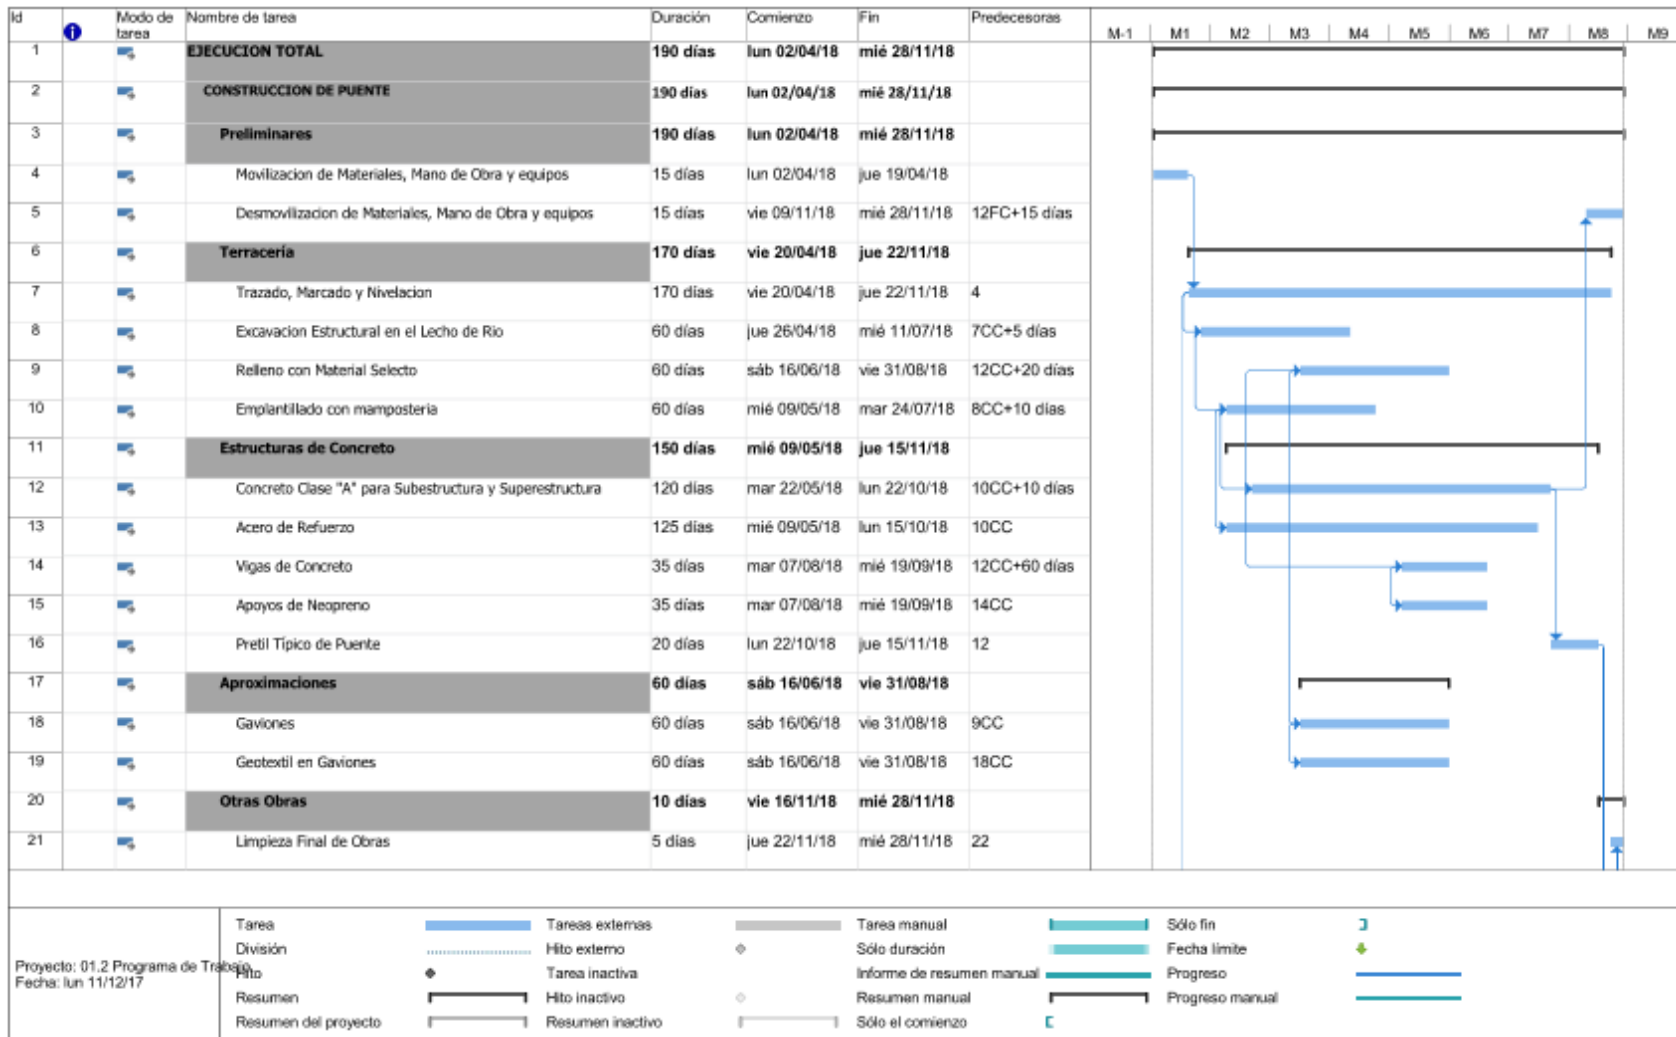 Id Modo de tarea Nombre de tarea Duración Comienzo Fin Predecesoras
M-1 M1 M2 M3 M4 M5 M6 M7 M8 M9
1 EJECUCION TOTAL 190 días lun 02/04/18 mié 28/11/18
2 CONSTRUCCION DE PUENTE 190 días lun 02/04/18 mié 28/11/18
3 Preliminares 190 días lun 02/04/18 mié 28/11/18
4 Movilizacion de Materiales, Mano de Obra y equipos 15 días lun 02/04/18 jue 19/04/18
5 Desmovilizacion de Materiales, Mano de Obra y equipos 15 días vie 09/11/18 mié 28/11/18 12FC+15 días
6 Terracería 170 días vie 20/04/18 jue 22/11/18
7 Trazado, Marcado y Nivelacion 170 días vie 20/04/18 jue 22/11/18 4
8 Excavacion Estructural en el Lecho de Rio 60 días jue 26/04/18 mié 11/07/18 7CC+5 días
9 Relleno con Material Selecto 60 días sáb 16/06/18 vie 31/08/18 12CC+20 días
10 Emplantillado con mamposteria 60 días mié 09/05/18 mar 24/07/18 8CC+10 días
11 Estructuras de Concreto 150 días mié 09/05/18 jue 15/11/18
12 Concreto Clase "A" para Subestructura y Superestructura 120 días mar 22/05/18 lun 22/10/18 10CC+10 días
13 Acero de Refuerzo 125 días mié 09/05/18 lun 15/10/18 10CC
14 Vigas de Concreto 35 días mar 07/08/18 mié 19/09/18 12CC+60 días
15 Apoyos de Neopreno 35 días mar 07/08/18 mié 19/09/18 14CC
16 Pretil Típico de Puente 20 días lun 22/10/18 jue 15/11/18 12
17 Aproximaciones 60 días sáb 16/06/18 vie 31/08/18
18 Gaviones 60 días sáb 16/06/18 vie 31/08/18 9CC
19 Geotextil en Gaviones 60 días sáb 16/06/18 vie 31/08/18 18CC
20 Otras Obras 10 días vie 16/11/18 mié 28/11/18
21 Limpieza Final de Obras 5 días jue 22/11/18 mié 28/11/18 22
Proyecto: 01.2 Programa de Trabajo
Fecha: lun 11/12/17
Tarea Tareas externas Tarea manual Sólo fin
División Hito externo Sólo duración Fecha límite
Hito Tarea inactiva Informe de resumen manual Progreso
Resumen Hito inactivo Resumen manual Progreso manual
Resumen del proyecto Resumen inactivo Sólo el comienzo